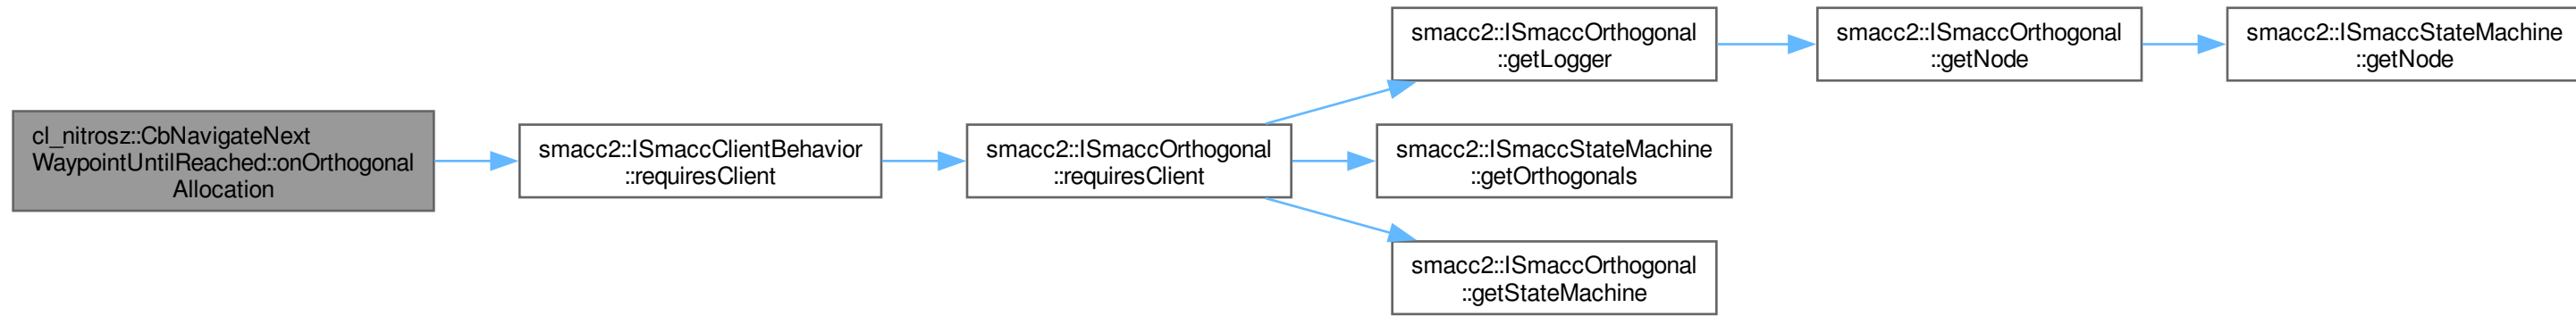 cl_nitrosz::CbNavigateNext
WaypointUntilReached::onOrthogonal
Allocation
smacc2::ISmaccClientBehavior
::requiresClient
smacc2::ISmaccOrthogonal
::requiresClient
smacc2::ISmaccOrthogonal
::getLogger
smacc2::ISmaccOrthogonal
::getNode
smacc2::ISmaccStateMachine
::getNode
smacc2::ISmaccStateMachine
::getOrthogonals
smacc2::ISmaccOrthogonal
::getStateMachine